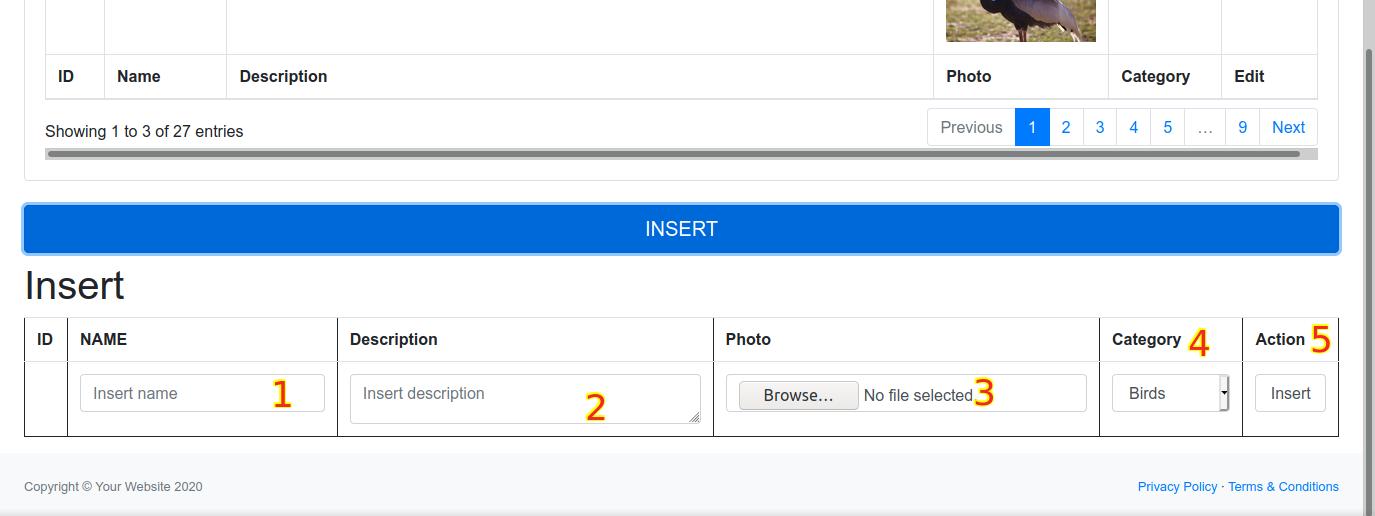 ID Name Description Photo Category Edit
Showing 1 to 3 of 27 entries Previous 1 2 3 4 5 … 9 Next
INSERT
Insert
ID NAME Description Photo Category 4 Action 5
Insert name 1 Insert description 2 Browse... No file selected. 3 Birds Insert
Copyright © Your Website 2020 Privacy Policy · Terms & Conditions